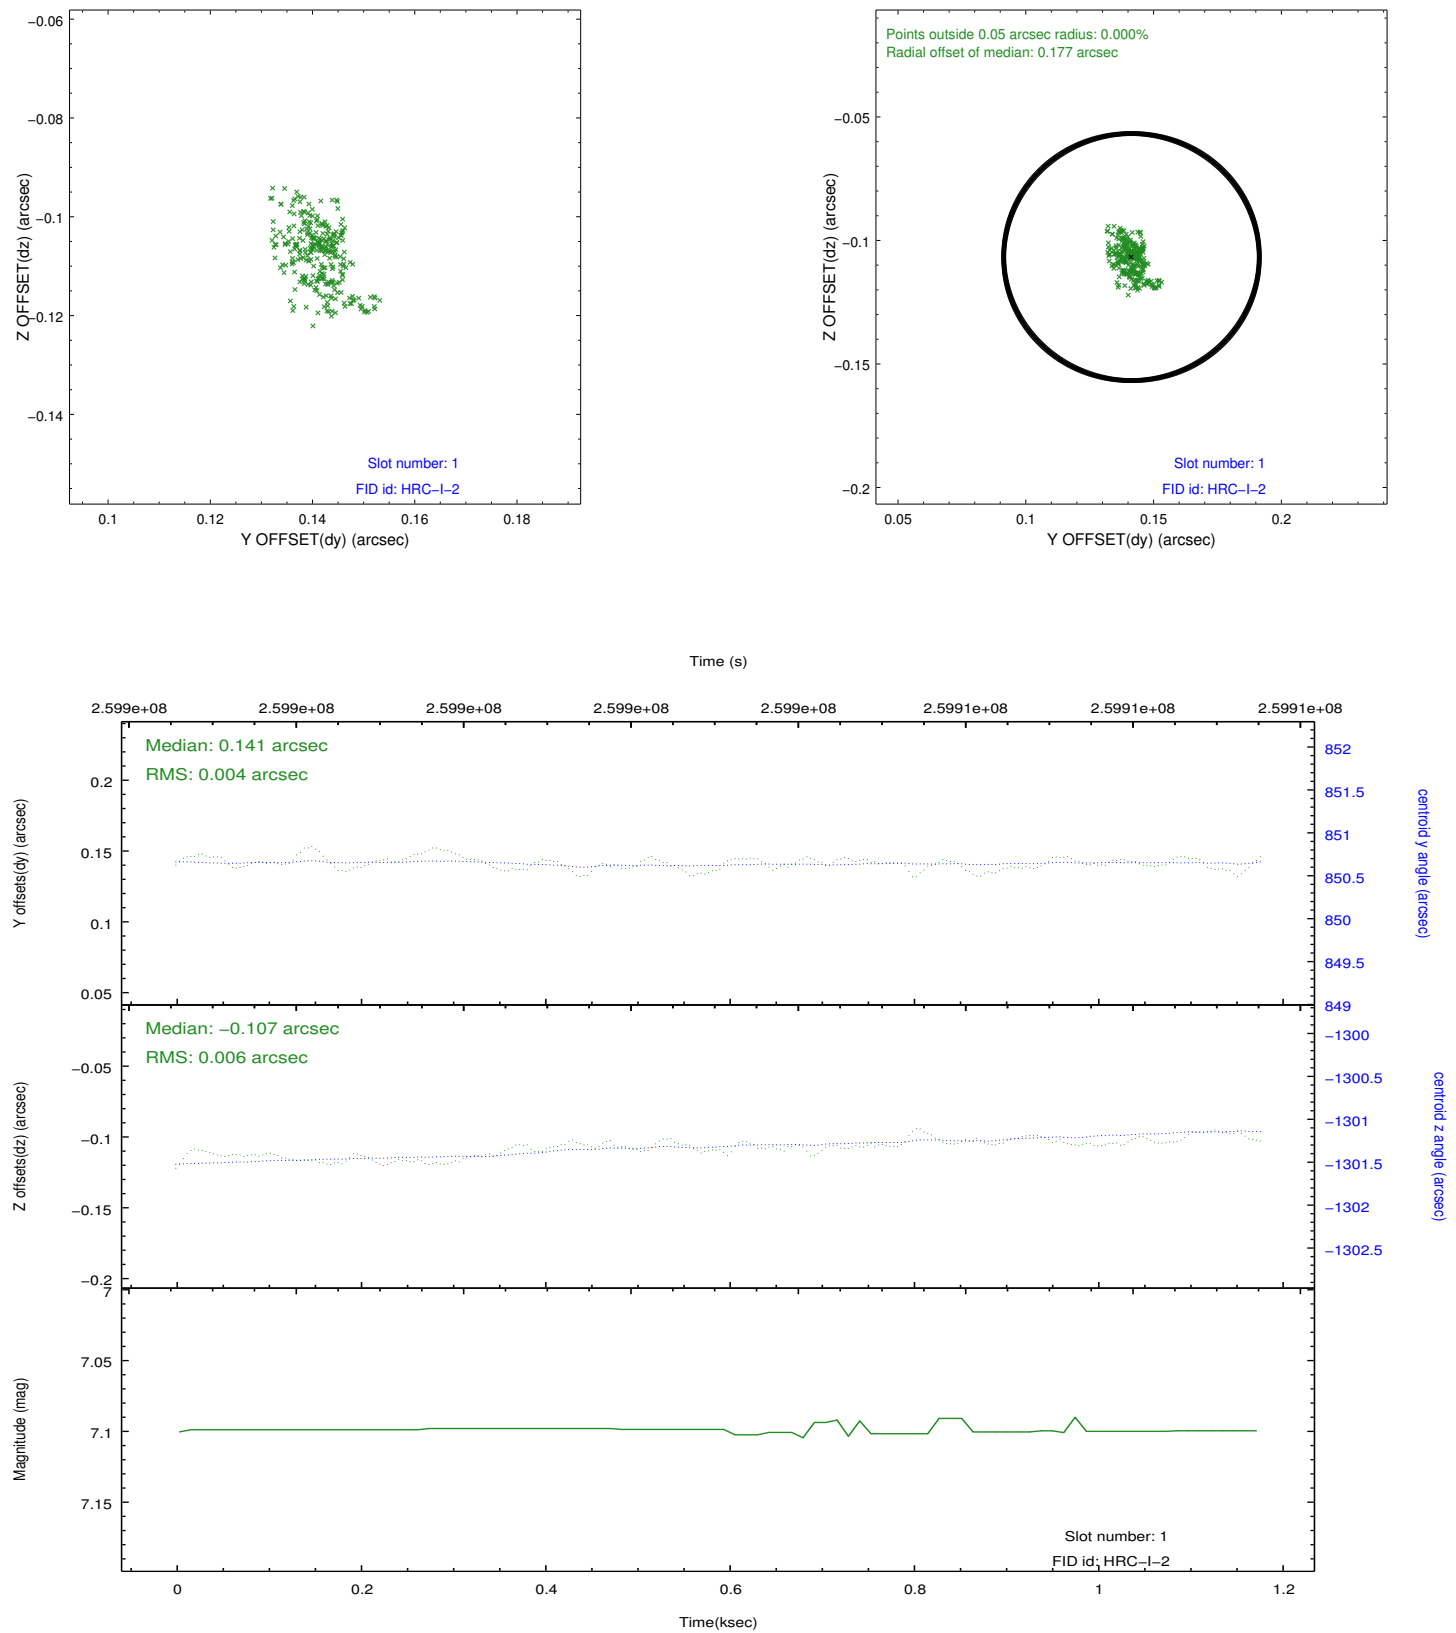 −0.06
−0.08
−0.1
−0.12
−0.14
Z OFFSET(dz) (arcsec)
Slot number: 1
FID id: HRC−I−2
0.1 0.12 0.14 0.16 0.18
Y OFFSET(dy) (arcsec)
Points outside 0.05 arcsec radius: 0.000%
Radial offset of median: 0.177 arcsec
−0.05
−0.1
−0.15
−0.2
Z OFFSET(dz) (arcsec)
Slot number: 1
FID id: HRC−I−2
0.05 0.1 0.15 0.2
Y OFFSET(dy) (arcsec)
Time (s)
2.599e+08 2.599e+08 2.599e+08 2.599e+08 2.599e+08 2.5991e+08 2.5991e+08 2.5991e+08
Median: 0.141 arcsec
RMS: 0.004 arcsec
0.2
0.15
0.1
0.05
Y offsets(dy) (arcsec)
852
851.5
851
850.5
850
849.5
849
centroid y angle (arcsec)
Median: −0.107 arcsec
RMS: 0.006 arcsec
−0.05
−0.1
−0.15
−0.2
Z offsets(dz) (arcsec)
−1300
−1300.5
−1301
−1301.5
−1302
−1302.5
centroid z angle (arcsec)
7
7.05
7.1
7.15
Magnitude (mag)
Slot number: 1
FID id: HRC−I−2
0 0.2 0.4 0.6 0.8 1 1.2
Time(ksec)